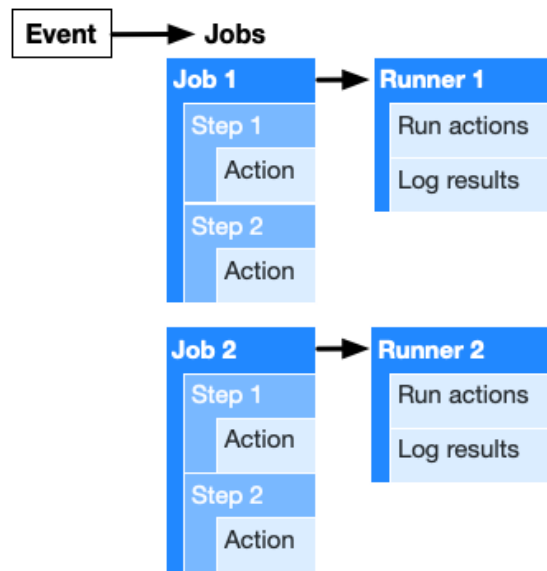 Event
Jobs
Job 1
Step 1
Action
Step 2
Action
Runner 1
Run actions
Log results
Job 2
Step 1
Action
Step 2
Action
Runner 2
Run actions
Log results